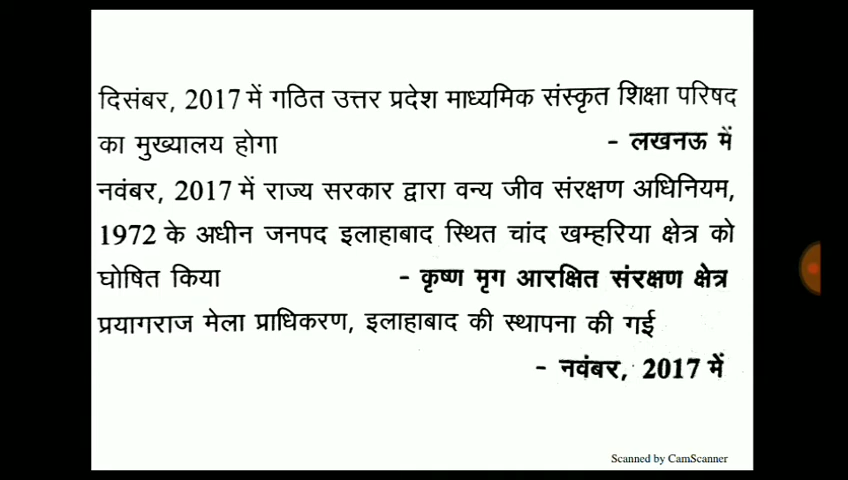 दिसंबर, 2017 में गठित उत्तर प्रदेश माध्यमिक संस्कृत शिक्षा परिषद
का मुख्यालय होगा - लखनऊ में
नवंबर, 2017 में राज्य सरकार द्वारा वन्य जीव संरक्षण अधिनियम,
1972 के अधीन जनपद इलाहाबाद स्थित चांद खम्हरिया क्षेत्र को
घोषित किया - कृष्ण मृग आरक्षित संरक्षण क्षेत्र
प्रयागराज मेला प्राधिकरण, इलाहाबाद की स्थापना की गई
- नवंबर, 2017 में
Scanned by CamScanner